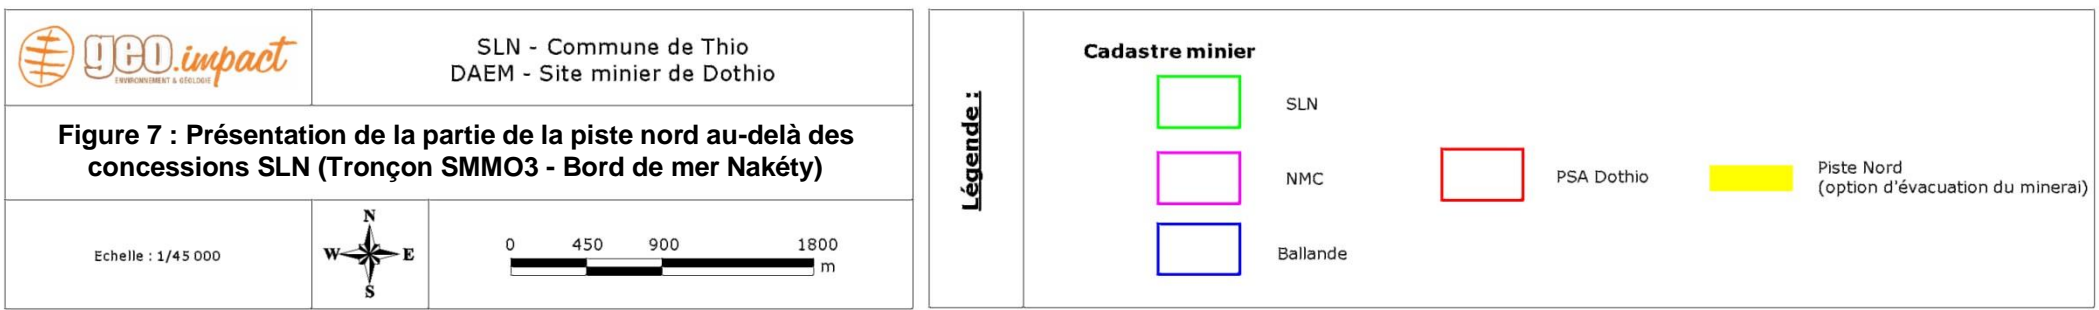 geo.impact
ENVIRONNEMENT & GÉOLOGIE
SLN - Commune de Thio
DAEM - Site minier de Dothio
Figure 7 : Présentation de la partie de la piste nord au-delà des
concessions SLN (Tronçon SMMO3 - Bord de mer Nakéty)
Echelle : 1/45 000
N
W E
S
0 450 900 1800
m
Légende :
Cadastre minier
SLN
NMC
Ballande
PSA Dothio
Piste Nord
(option d'évacuation du minerai)